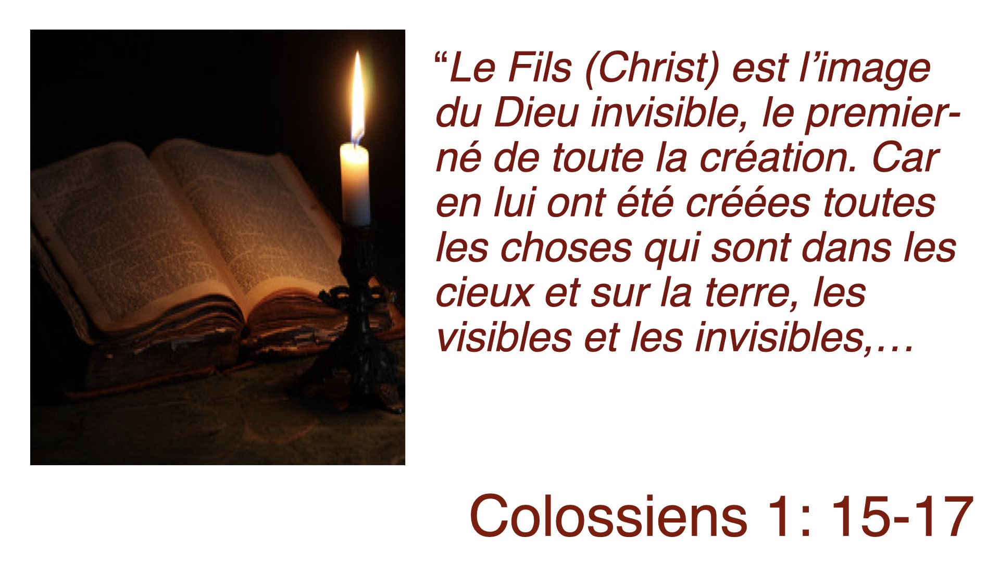 “Le Fils (Christ) est l’image
du Dieu invisible, le premier-
né de toute la création. Car
en lui ont été créées toutes
les choses qui sont dans les
cieux et sur la terre, les
visibles et les invisibles,…
Colossiens 1: 15-17